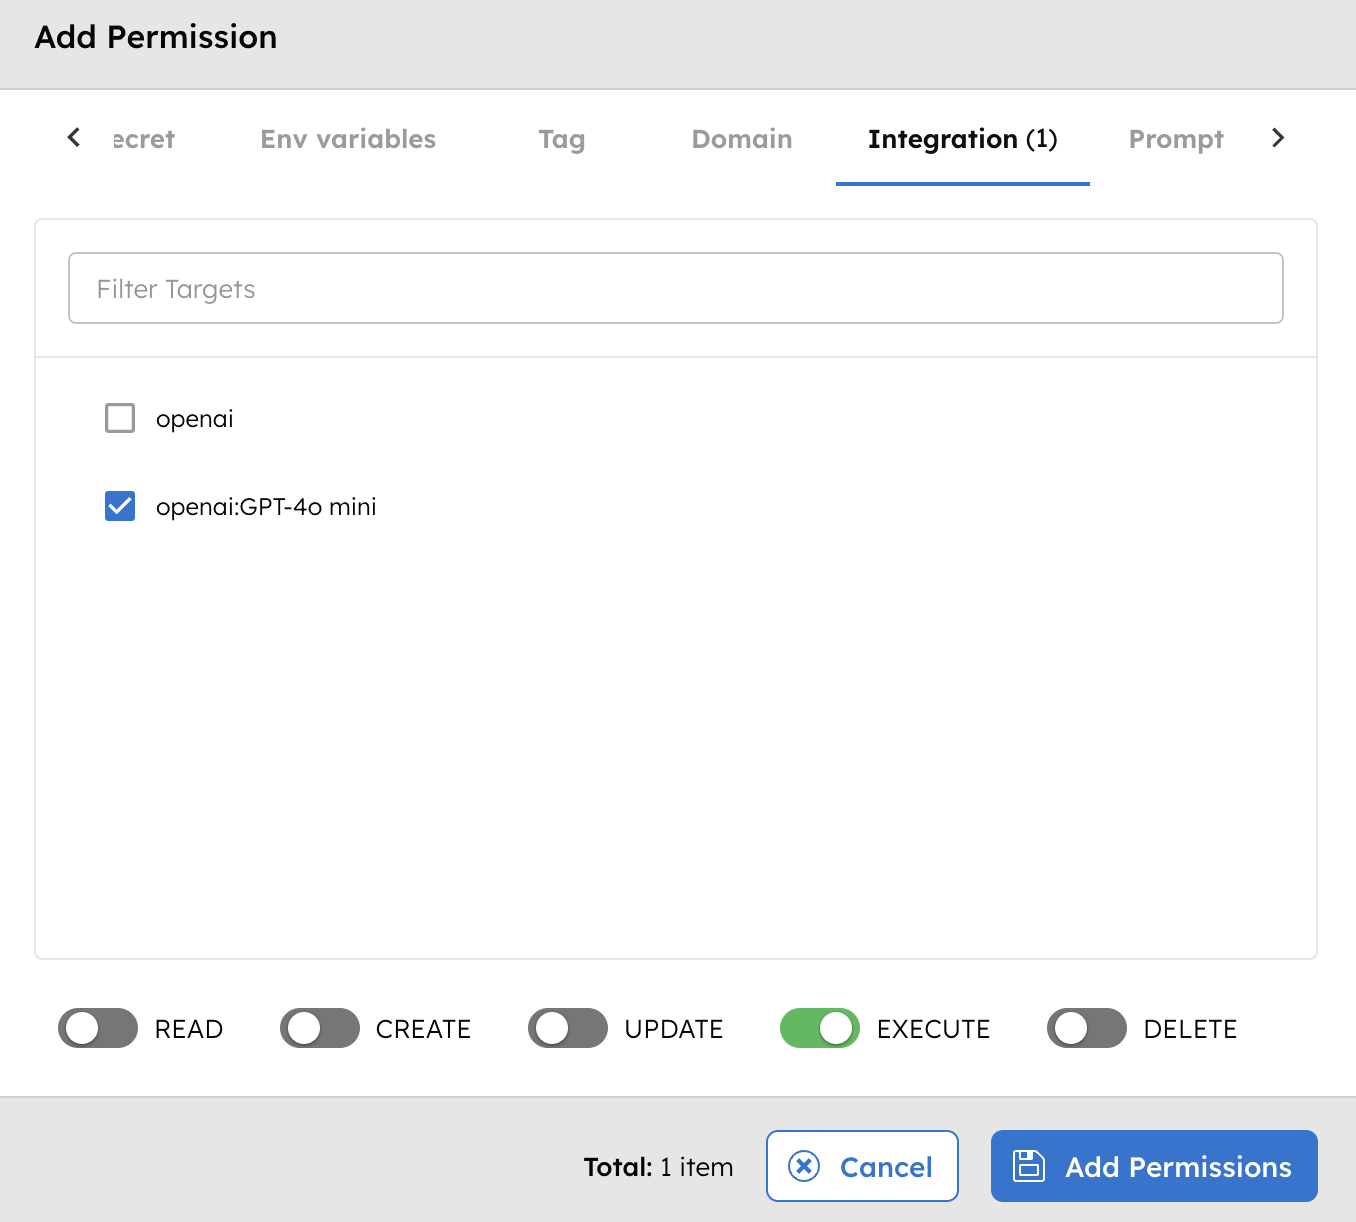 Add Permission
ecret Env variables Tag Domain Integration (1) Prompt
Filter Targets
openai
openai:GPT-4o mini
READ CREATE UPDATE EXECUTE DELETE
Total: 1 item Cancel Add Permissions